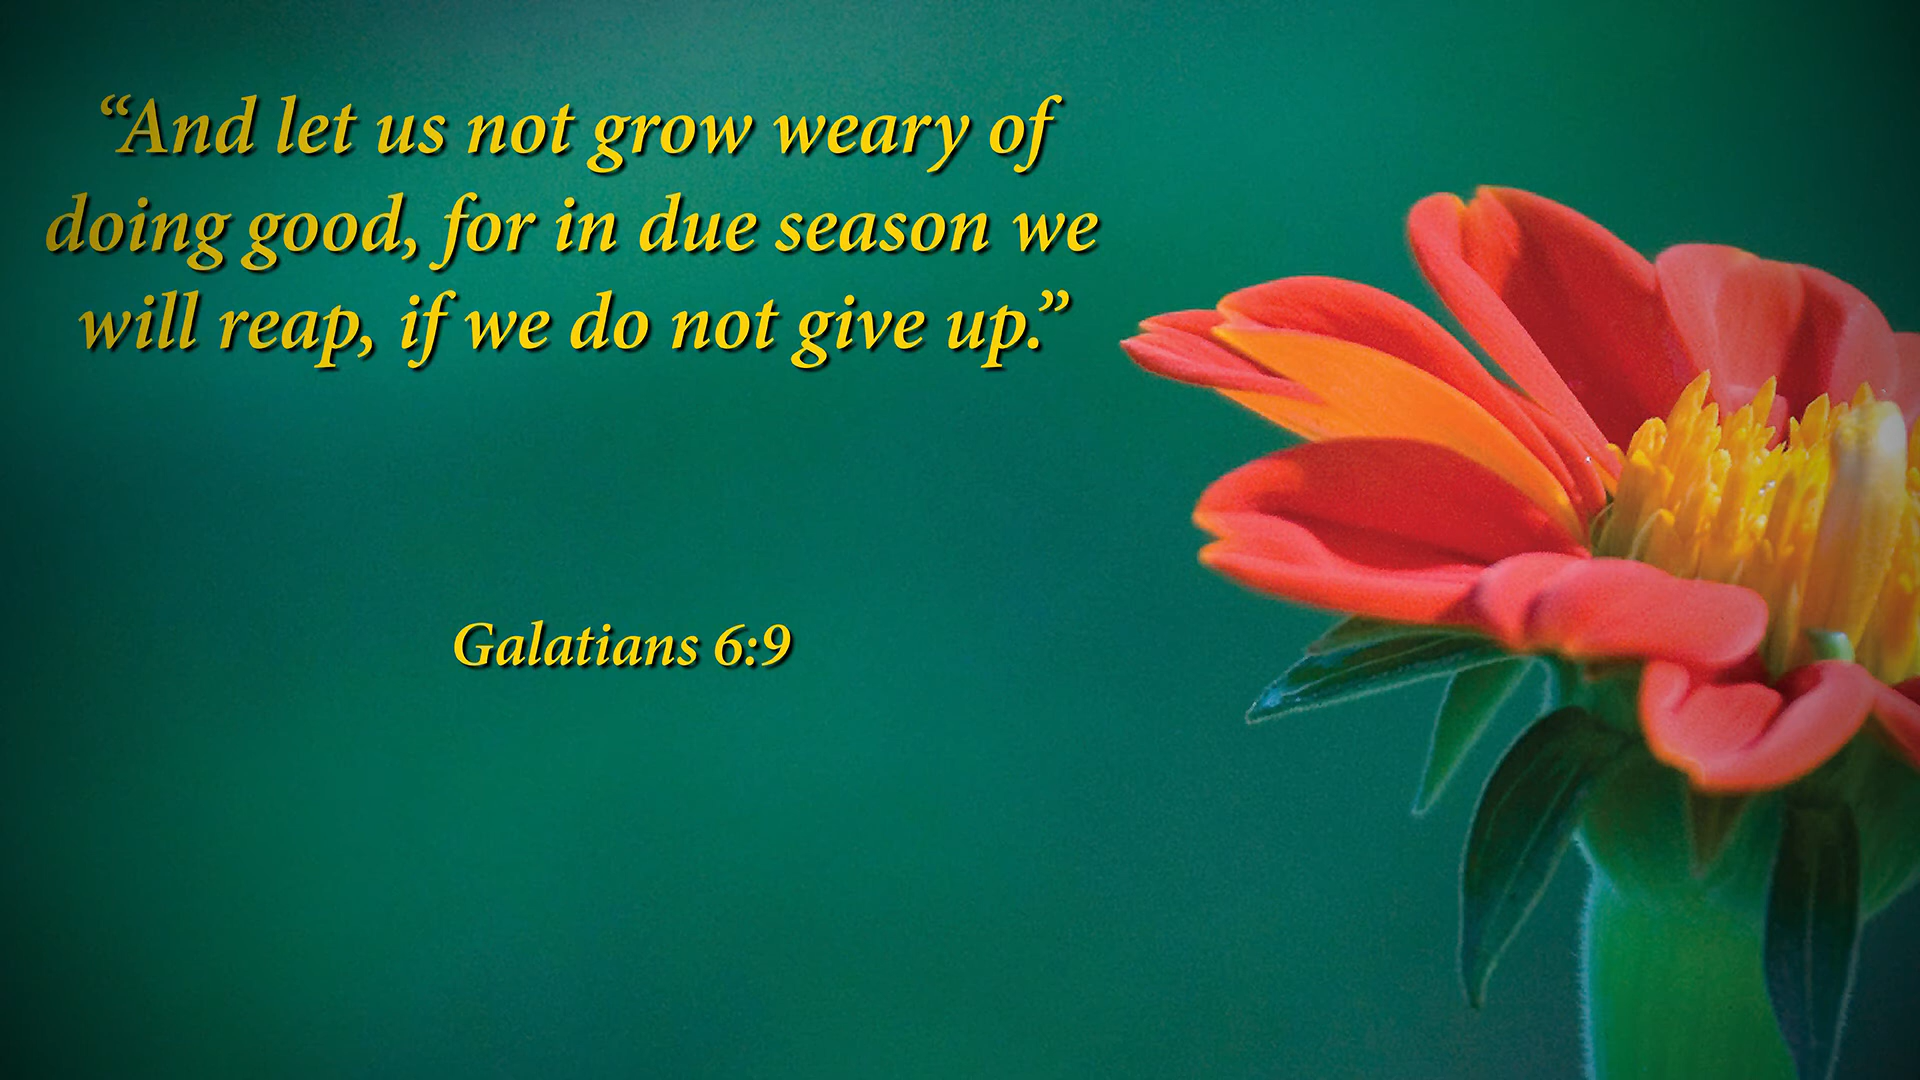 “And let us not grow weary of
doing good, for in due season we
will reap, if we do not give up.”
Galatians 6:9